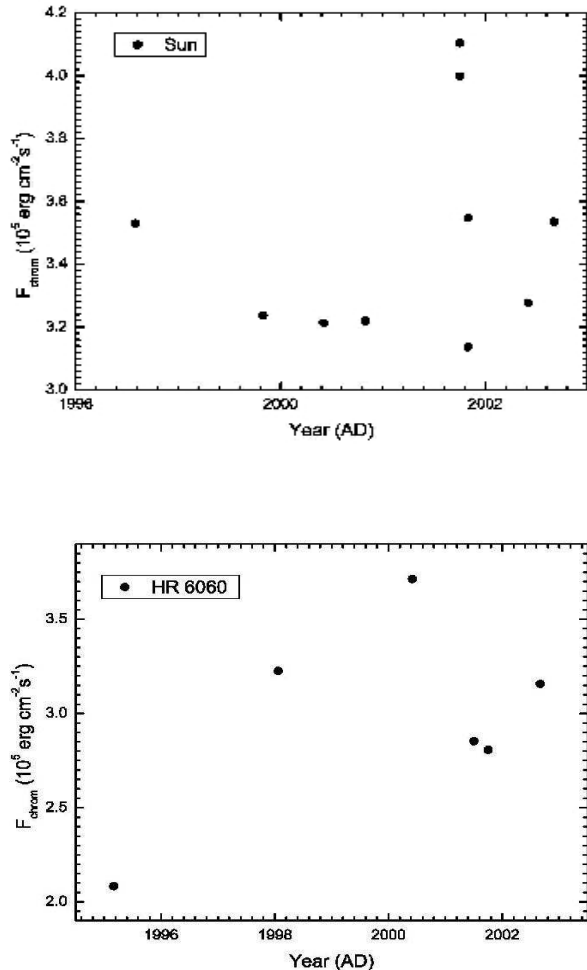 4.2
4.0
3.8
3.6
3.4
3.2
3.0
F_chrom (10^5 erg cm^-2 s^-1)
Sun
1998 2000 2002
Year (AD)
3.5
3.0
2.5
2.0
F_chrom (10^5 erg cm^-2 s^-1)
HR 6060
1996 1998 2000 2002
Year (AD)